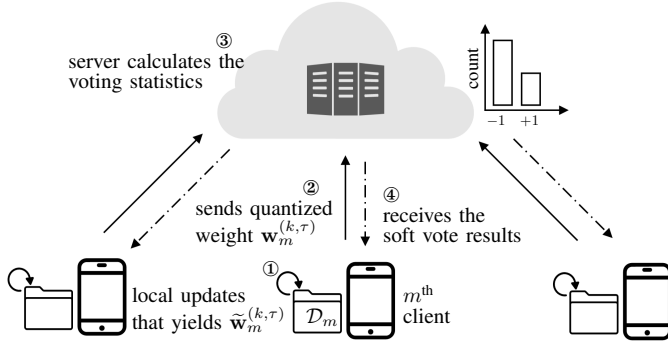 ③
server calculates the
voting statistics
count
−1 +1
②
sends quantized
weight w_m^{(k,τ)}
④
receives the
soft vote results
①
local updates
that yields w̃_m^{(k,τ)}
𝒟_m
m^{th}
client